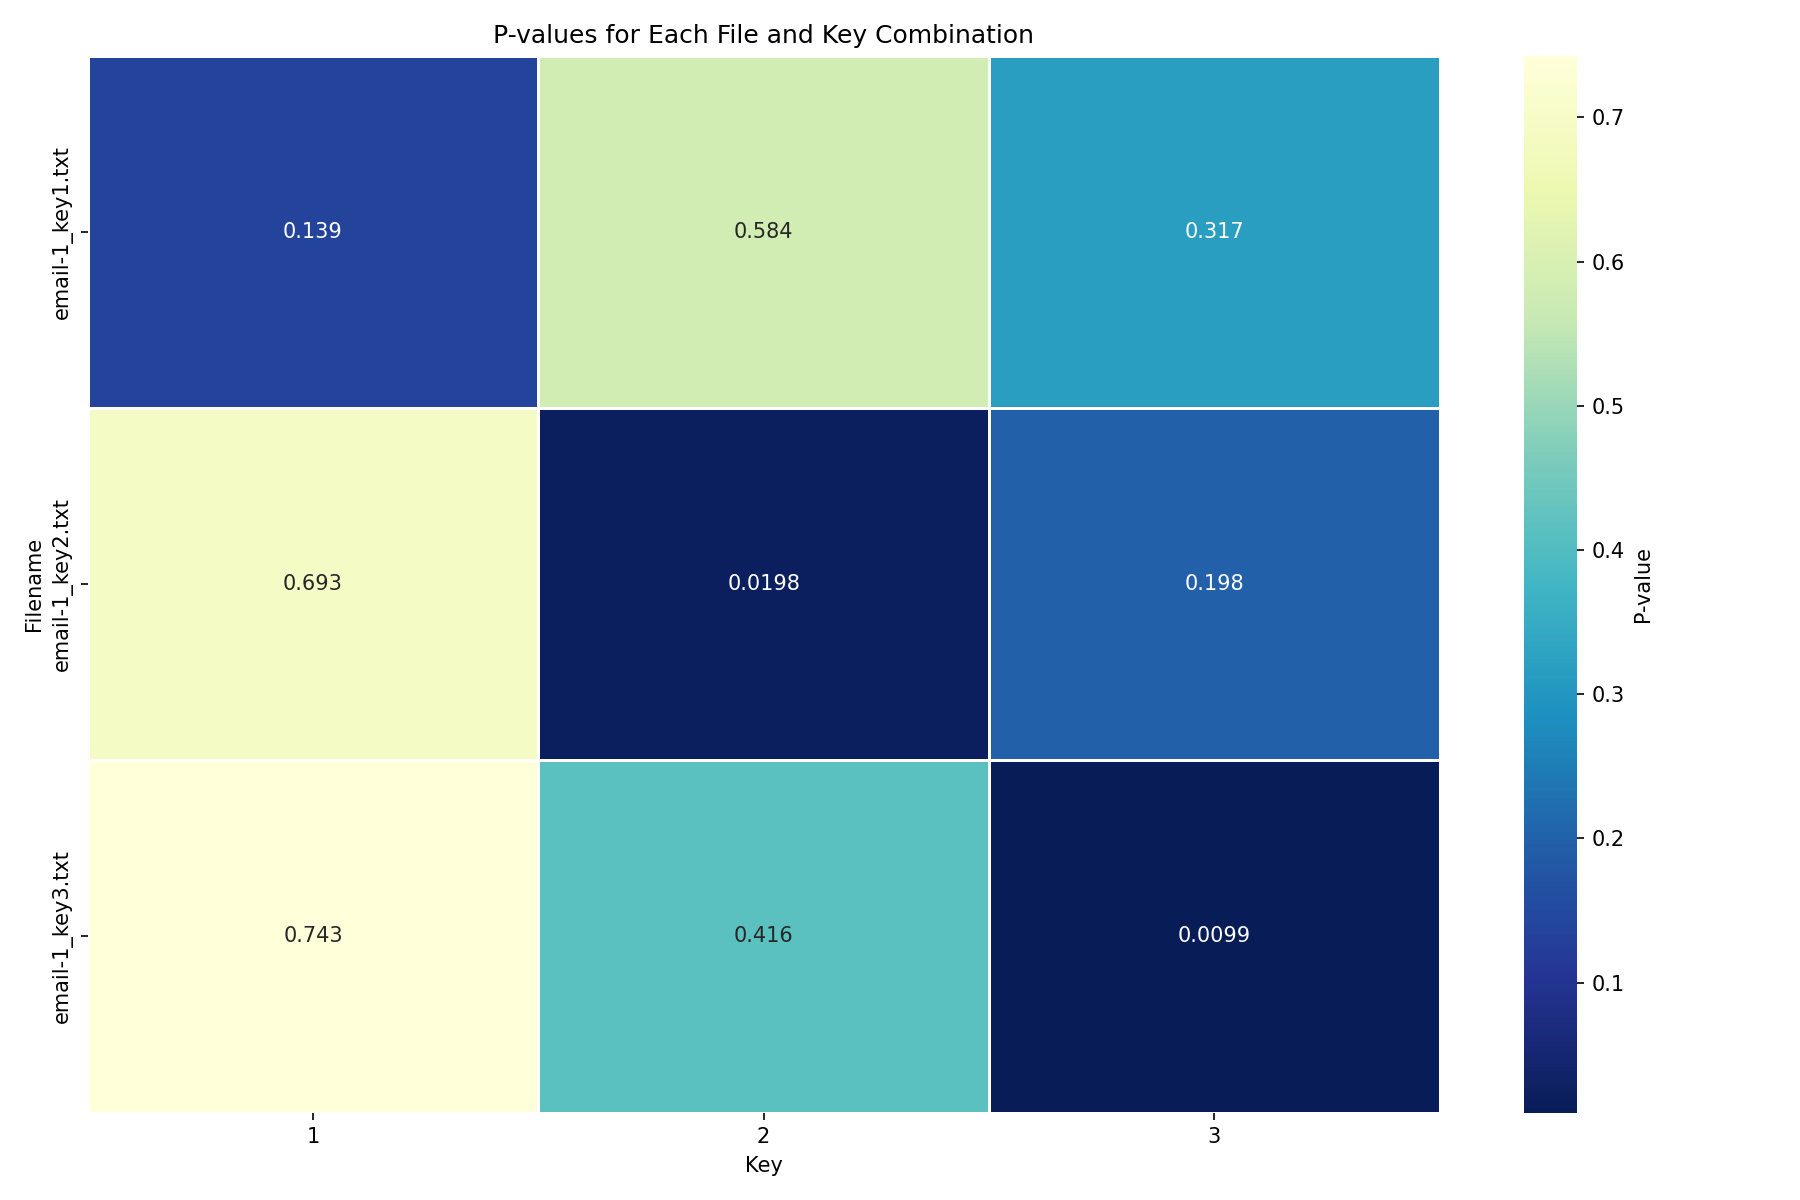 P-values for Each File and Key Combination
Filename
email-1_key1.txt
0.139
0.584
0.317
email-1_key2.txt
0.693
0.0198
0.198
email-1_key3.txt
0.743
0.416
0.0099
1
2
3
Key
0.7
0.6
0.5
0.4
0.3
0.2
0.1
P-value